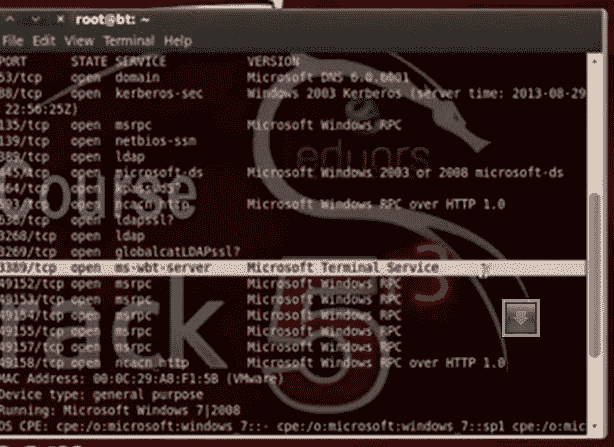 root@bt: ~
File Edit View Terminal Help
PORT STATE SERVICE VERSION
53/tcp open domain Microsoft DNS 6.0.6001
88/tcp open kerberos-sec Windows 2003 Kerberos (server time: 2013-08-29
22:56:25Z)
135/tcp open msrpc Microsoft Windows RPC
139/tcp open netbios-ssn
389/tcp open ldap
445/tcp open microsoft-ds Microsoft Windows 2003 or 2008 microsoft-ds
464/tcp open kpasswd5?
593/tcp open ncacn_http Microsoft Windows RPC over HTTP 1.0
636/tcp open ldapssl?
3268/tcp open ldap
3269/tcp open globalcatLDAPssl?
3389/tcp open ms-wbt-server Microsoft Terminal Service
49152/tcp open msrpc Microsoft Windows RPC
49153/tcp open msrpc Microsoft Windows RPC
49154/tcp open msrpc Microsoft Windows RPC
49155/tcp open msrpc Microsoft Windows RPC
49157/tcp open msrpc Microsoft Windows RPC
49158/tcp open ncacn_http Microsoft Windows RPC over HTTP 1.0
MAC Address: 00:0C:29:A8:F1:5B (VMware)
Device type: general purpose
Running: Microsoft Windows 7|2008
OS CPE: cpe:/o:microsoft:windows_7::- cpe:/o:microsoft:windows_7::sp1 cpe:/o:mic
ack 5
3